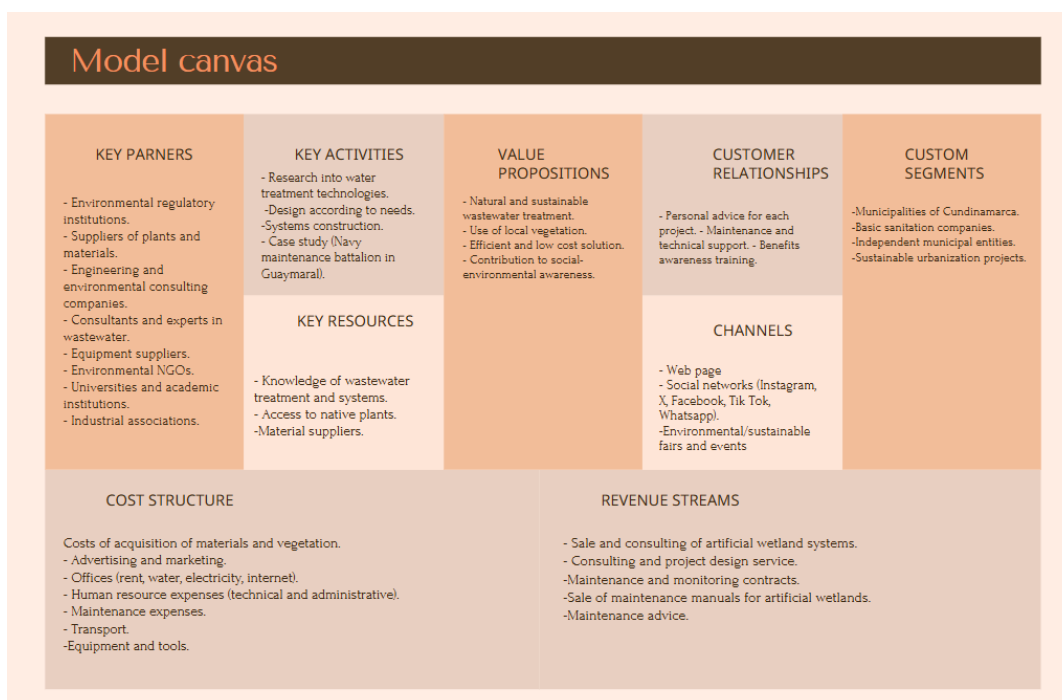 Model canvas
KEY PARNERS
- Environmental regulatory
institutions.
- Suppliers of plants and
materials.
- Engineering and
environmental consulting
companies.
- Consultants and experts in
wastewater.
- Equipment suppliers.
- Environmental NGOs.
- Universities and academic
institutions.
- Industrial associations.
KEY ACTIVITIES
- Research into water
treatment technologies.
-Design according to needs.
-Systems construction.
- Case study (Navy
maintenance battalion in
Guaymaral).
KEY RESOURCES
- Knowledge of wastewater
treatment and systems.
- Access to native plants.
-Material suppliers.
VALUE
PROPOSITIONS
- Natural and sustainable
wastewater treatment.
- Use of local vegetation.
- Efficient and low cost solution.
- Contribution to social-
environmental awareness.
CUSTOMER
RELATIONSHIPS
- Personal advice for each
project. - Maintenance and
technical support. - Benefits
awareness training.
CHANNELS
- Web page
- Social networks (Instagram,
X, Facebook, Tik Tok,
Whatsapp).
-Environmental/sustainable
fairs and events
CUSTOM
SEGMENTS
-Municipalities of Cundinamarca.
-Basic sanitation companies.
-Independent municipal entities.
-Sustainable urbanization projects.
COST STRUCTURE
Costs of acquisition of materials and vegetation.
- Advertising and marketing.
- Offices (rent, water, electricity, internet).
- Human resource expenses (technical and administrative).
- Maintenance expenses.
- Transport.
-Equipment and tools.
REVENUE STREAMS
- Sale and consulting of artificial wetland systems.
- Consulting and project design service.
-Maintenance and monitoring contracts.
-Sale of maintenance manuals for artificial wetlands.
-Maintenance advice.